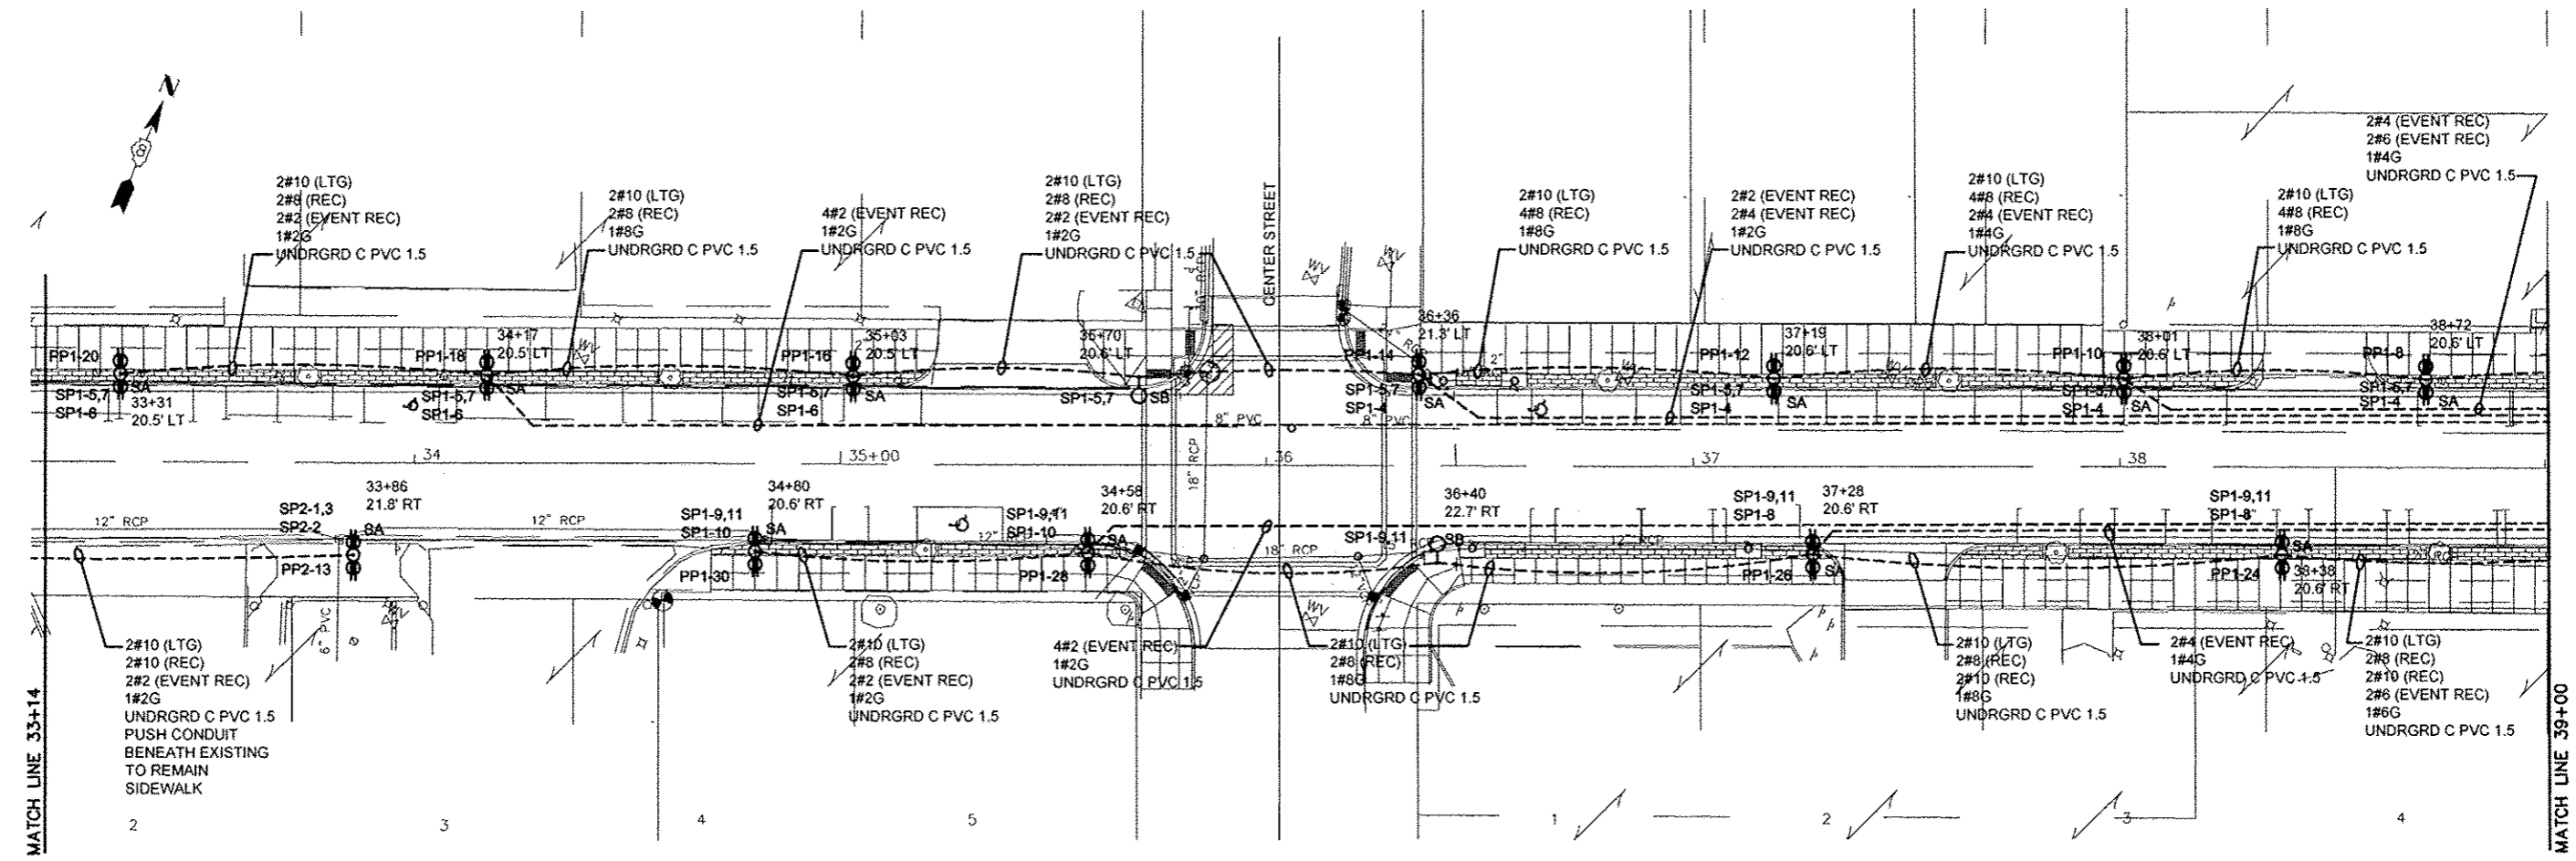 N
2#10 (LTG)
2#8 (REC)
2#2 (EVENT REC)
1#2G
UNDRGRD C PVC 1.5
2#10 (LTG)
2#8 (REC)
1#8G
UNDRGRD C PVC 1.5
4#2 (EVENT REC)
1#2G
UNDRGRD C PVC 1.5
2#10 (LTG)
2#8 (REC)
2#2 (EVENT REC)
1#2G
UNDRGRD C PVC 1.5
CENTER STREET
2#10 (LTG)
4#8 (REC)
1#8G
UNDRGRD C PVC 1.5
2#2 (EVENT REC)
2#4 (EVENT REC)
1#2G
UNDRGRD C PVC 1.5
2#10 (LTG)
4#8 (REC)
2#4 (EVENT REC)
1#4G
UNDRGRD C PVC 1.5
2#10 (LTG)
4#8 (REC)
1#8G
UNDRGRD C PVC 1.5
2#4 (EVENT REC)
2#6 (EVENT REC)
1#4G
UNDRGRD C PVC 1.5
WV
WV
PP1-20
SA
SP1-5,7
SP1-6
33+31
20.5' LT
PP1-18
34+17
20.5' LT
WV
SA
SP1-5,7
SP1-6
PP1-16
35+03
20.5' LT
SP1-5,7
SP1-6
SA
35+70
20.6' LT
SP1-5,7
SB
36+36
21.3' LT
PP1-14
SP1-5,7
SP1-4
SA
PP1-12
37+19
20.6' LT
SP1-5,7
SP1-4
SA
PP1-10
38+01
20.6' LT
SP1-5,7
SP1-4
SA
PP1-8
38+72
20.6' LT
SP1-5,7
SP1-4
SA
8" PVC
8" PVC
34
35+00
36
37
38
18" RCP
12" RCP
SP2-1,3
SP2-2
33+86
21.8' RT
SA
PP2-13
12" RCP
SP1-9,11
SP1-10
34+80
20.6' RT
SA
PP1-30
SP1-9,11
SP1-10
34+58
20.6' RT
SA
PP1-28
12"
18" RCP
36+40
22.7' RT
SP1-9,11
SB
12" RCP
SP1-9,11
SP1-8
37+28
20.6' RT
SA
PP1-26
SP1-9,11
SP1-8
SA
PP1-24
38+38
20.6' RT
6" PVC
WV
WV
2#10 (LTG)
2#10 (REC)
2#2 (EVENT REC)
1#2G
UNDRGRD C PVC 1.5
PUSH CONDUIT
BENEATH EXISTING
TO REMAIN
SIDEWALK
2#10 (LTG)
2#8 (REC)
2#2 (EVENT REC)
1#2G
UNDRGRD C PVC 1.5
4#2 (EVENT REC)
1#2G
UNDRGRD C PVC 1.5
2#10 (LTG)
2#8 (REC)
1#8G
UNDRGRD C PVC 1.5
2#10 (LTG)
2#8 (REC)
2#10 (REC)
1#8G
UNDRGRD C PVC 1.5
2#4 (EVENT REC)
1#4G
UNDRGRD C PVC 1.5
2#10 (LTG)
2#8 (REC)
2#10 (REC)
2#6 (EVENT REC)
1#6G
UNDRGRD C PVC 1.5
MATCH LINE 33+14
MATCH LINE 39+00
2
3
4
5
1
2
3
4